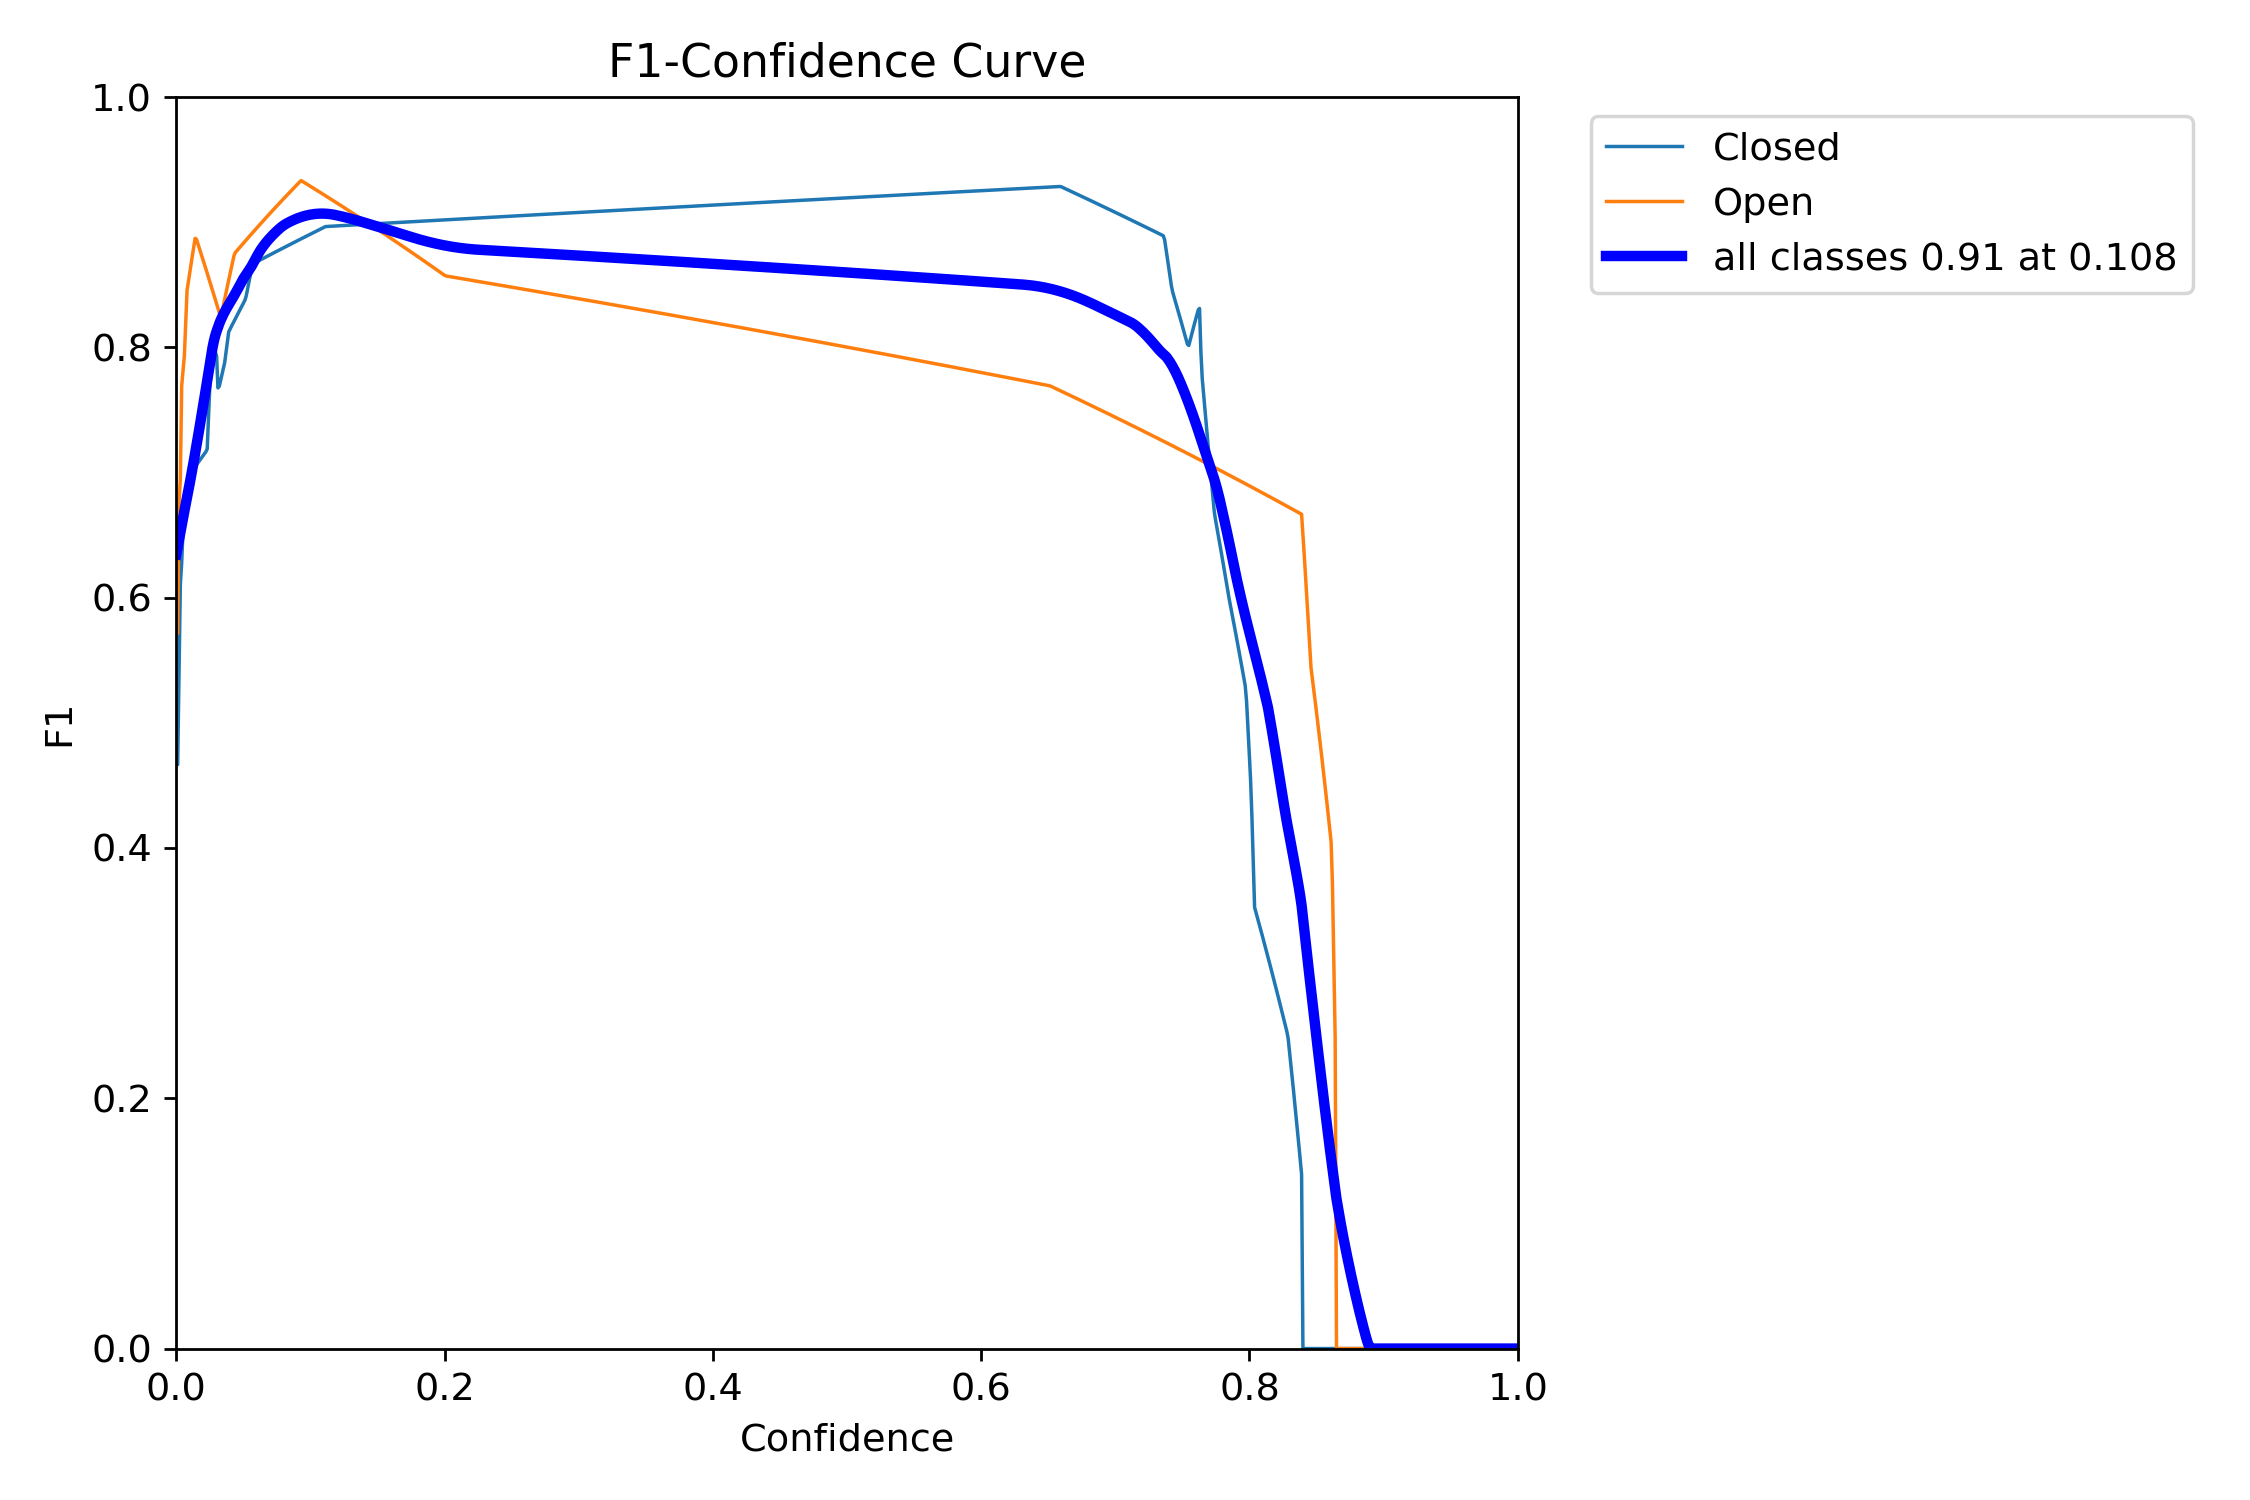 F1-Confidence Curve
1.0
0.8
0.6
0.4
0.2
0.0
F1
0.0 0.2 0.4 0.6 0.8 1.0
Confidence
Closed
Open
all classes 0.91 at 0.108